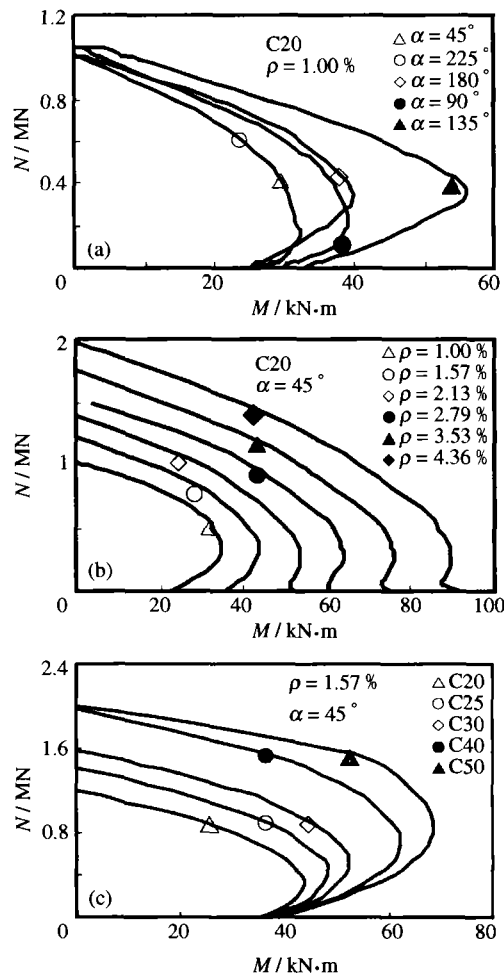 1.2
0.8
0.4
0
N / MN
C20
ρ = 1.00 %
△ α = 45°
○ α = 225°
◇ α = 180°
● α = 90°
▲ α = 135°
(a)
20 40 60
M / kN·m
2
1
0
N / MN
C20
α = 45°
△ ρ = 1.00 %
○ ρ = 1.57 %
◇ ρ = 2.13 %
● ρ = 2.79 %
▲ ρ = 3.53 %
◆ ρ = 4.36 %
(b)
20 40 60 80 100
M / kN·m
2.4
1.6
0.8
0
N / MN
ρ = 1.57 %
α = 45°
△ C20
○ C25
◇ C30
● C40
▲ C50
(c)
20 40 60 80
M / kN·m